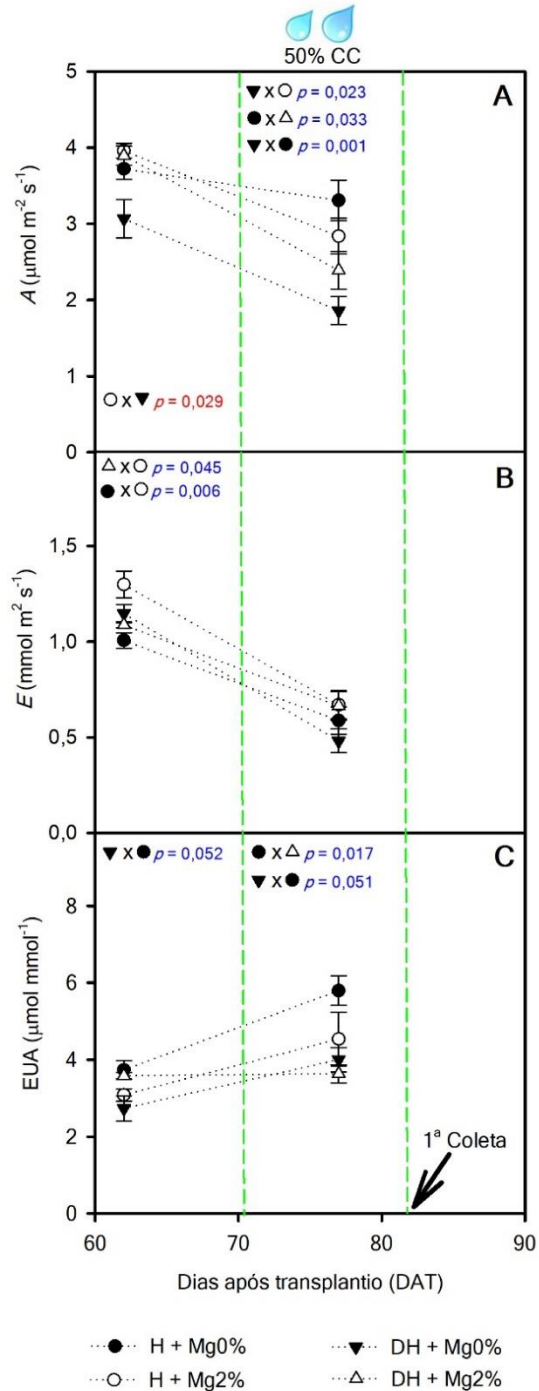 50% CC
5
▼ X ○ p = 0,023
A
● X △ p = 0,033
▼ X ● p = 0,001
4
3
2
1
0
A (µmol m⁻² s⁻¹)
○ X ▼ p = 0,029
△ X ○ p = 0,045
B
● X ○ p = 0,006
1,5
1,0
0,5
0,0
E (mmol m² s⁻¹)
▼ X ● p = 0,052
● X △ p = 0,017
C
▼ X ● p = 0,051
8
6
4
2
0
EUA (µmol mmol⁻¹)
1ª Coleta
60 70 80 90
Dias após transplantio (DAT)
H + Mg0% DH + Mg0%
H + Mg2% DH + Mg2%